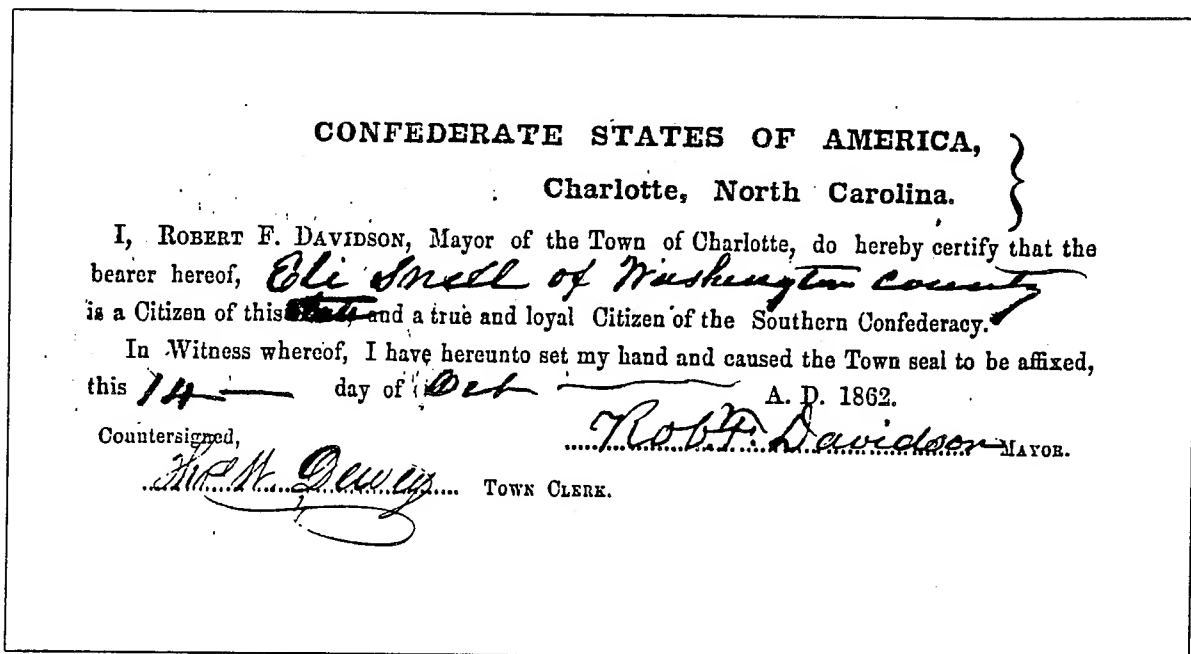 CONFEDERATE STATES OF AMERICA,
Charlotte, North Carolina.
I, ROBERT F. DAVIDSON, Mayor of the Town of Charlotte, do hereby certify that the
bearer hereof, Eli Snell of Washington County
is a Citizen of this State, and a true and loyal Citizen of the Southern Confederacy.
In Witness whereof, I have hereunto set my hand and caused the Town seal to be affixed,
this 14 day of Oct A. D. 1862.
Countersigned,
Robt F. Davidson MAYOR.
Dewey TOWN CLERK.